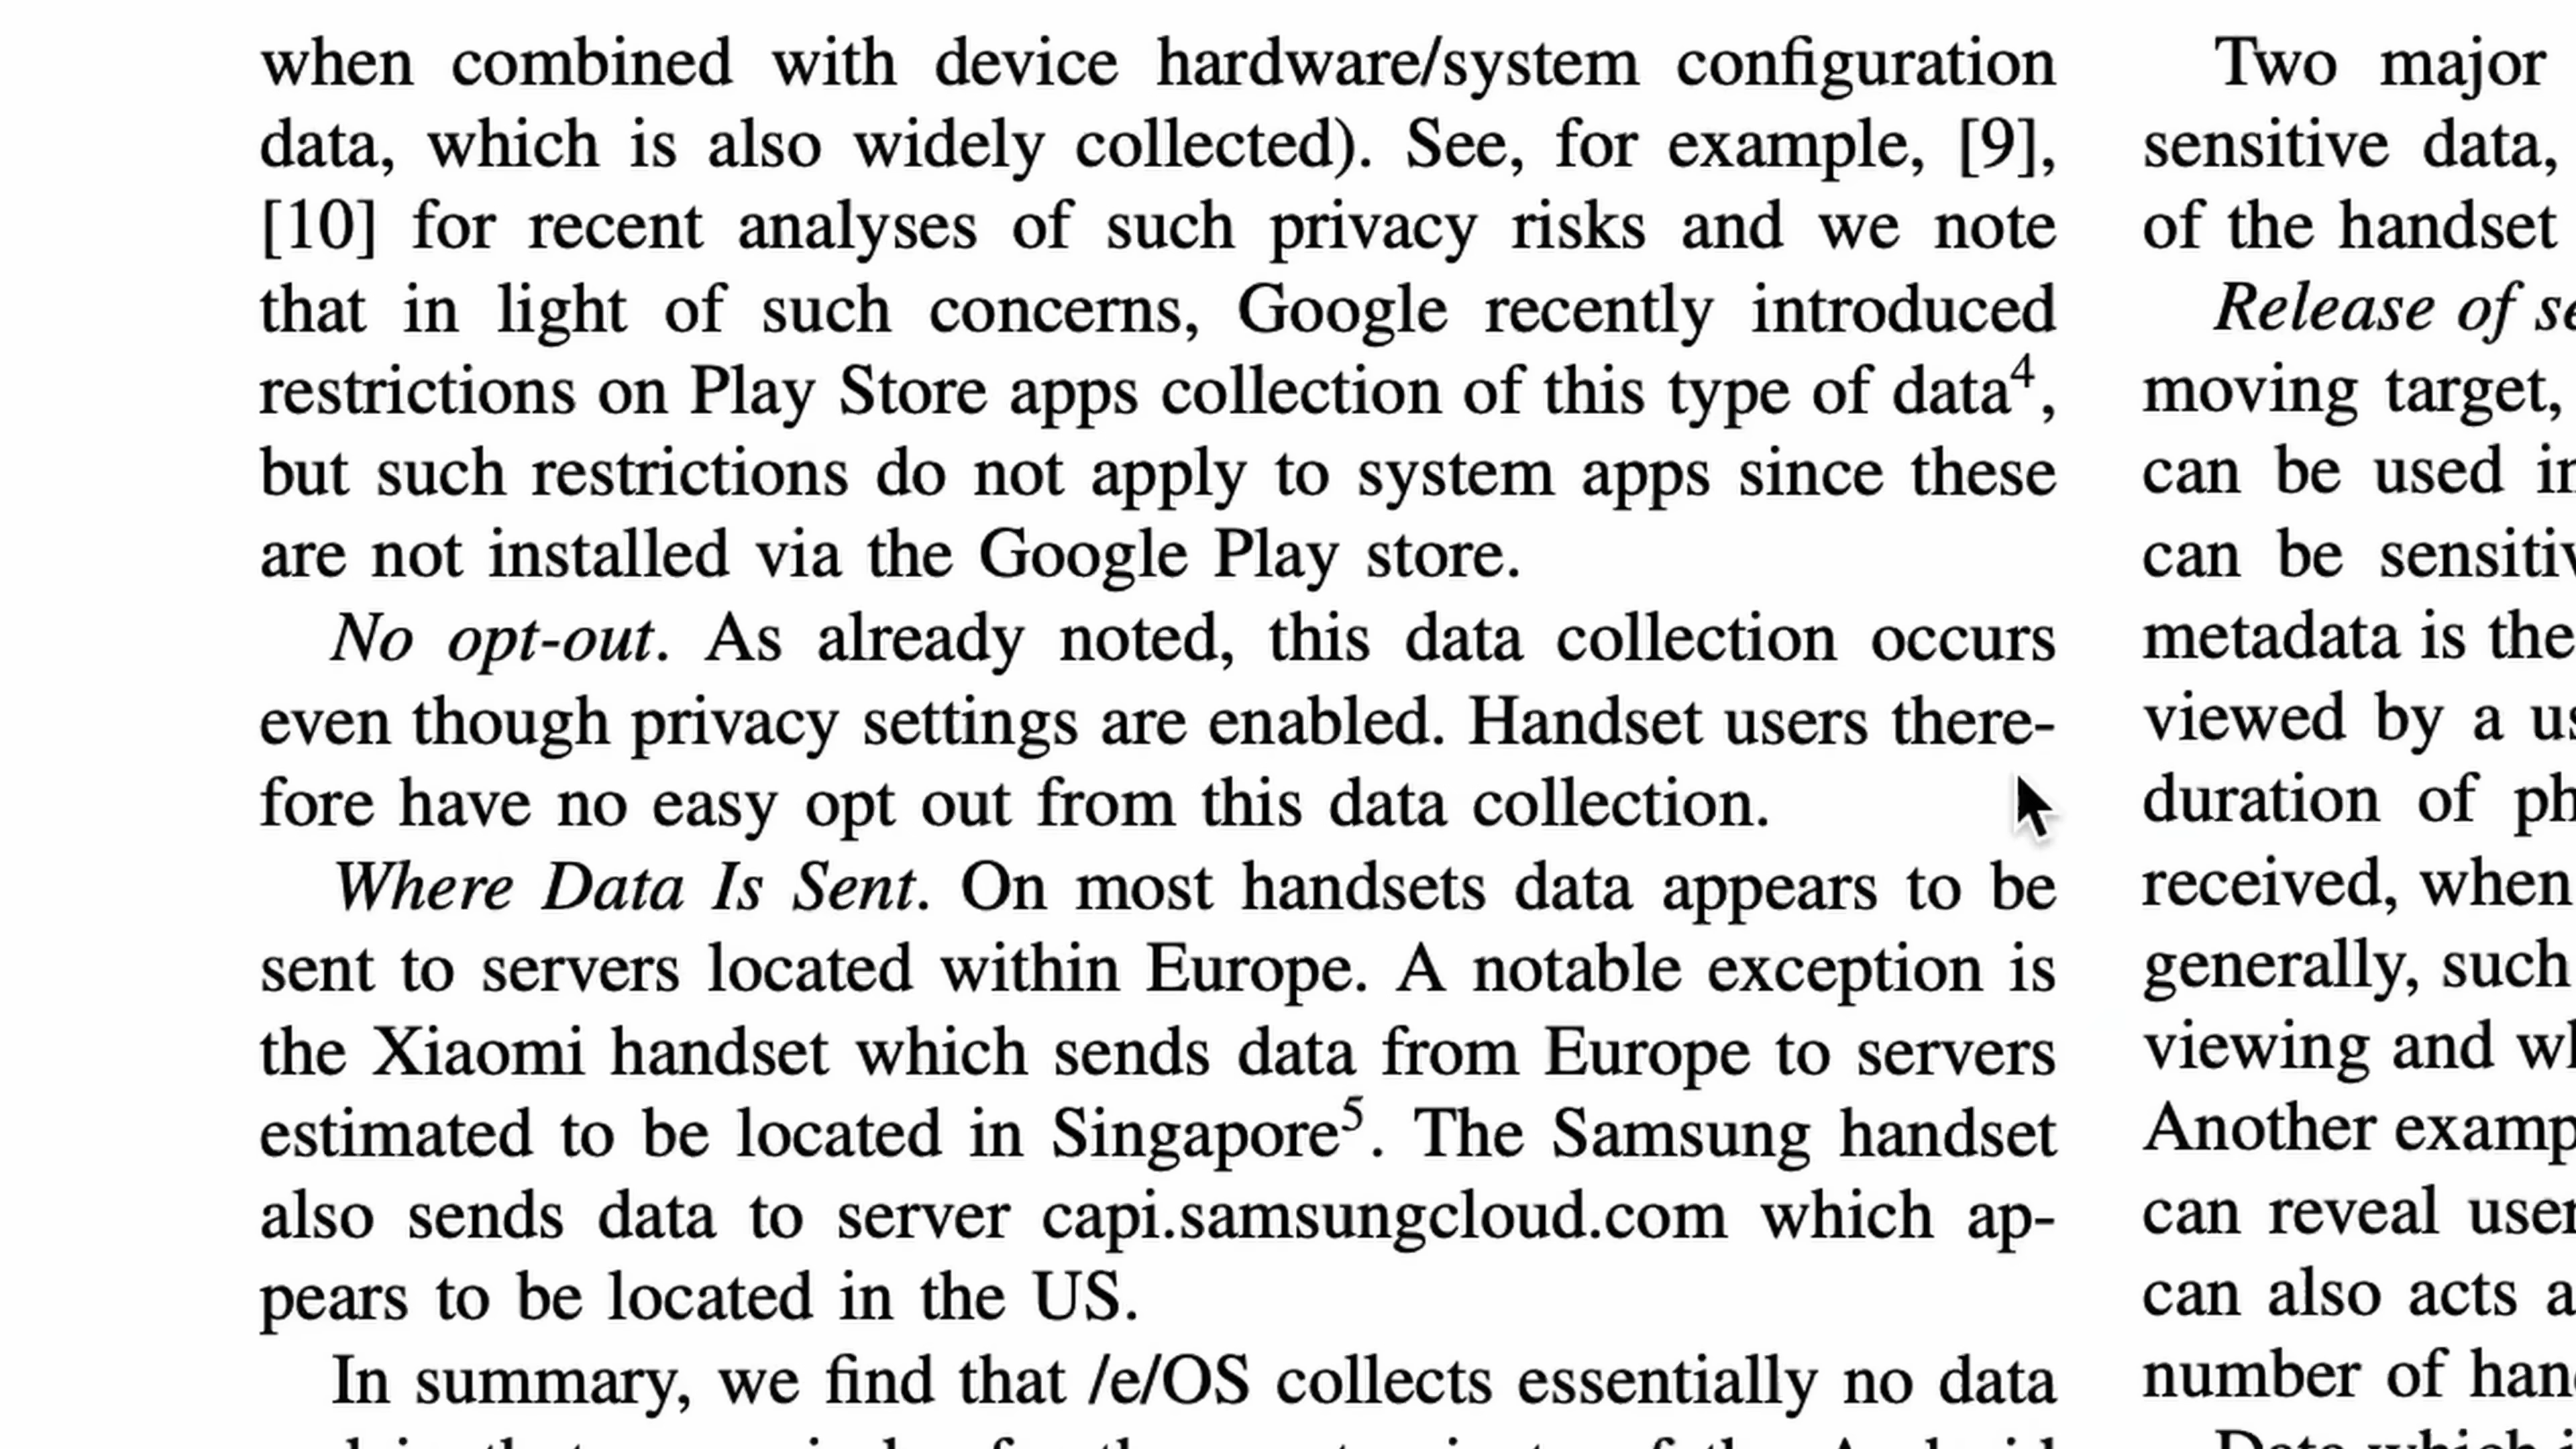 when combined with device hardware/system configuration
data, which is also widely collected). See, for example, [9],
[10] for recent analyses of such privacy risks and we note
that in light of such concerns, Google recently introduced
restrictions on Play Store apps collection of this type of data⁴,
but such restrictions do not apply to system apps since these
are not installed via the Google Play store.
No opt-out. As already noted, this data collection occurs
even though privacy settings are enabled. Handset users there-
fore have no easy opt out from this data collection.
Where Data Is Sent. On most handsets data appears to be
sent to servers located within Europe. A notable exception is
the Xiaomi handset which sends data from Europe to servers
estimated to be located in Singapore⁵. The Samsung handset
also sends data to server capi.samsungcloud.com which ap-
pears to be located in the US.
In summary, we find that /e/OS collects essentially no data
Two major
sensitive data,
of the handset
Release of
moving target,
can be used
can be
metadata is the
viewed by a
duration of
received, when
generally, such
viewing and
Another
can reveal
can also acts
number of